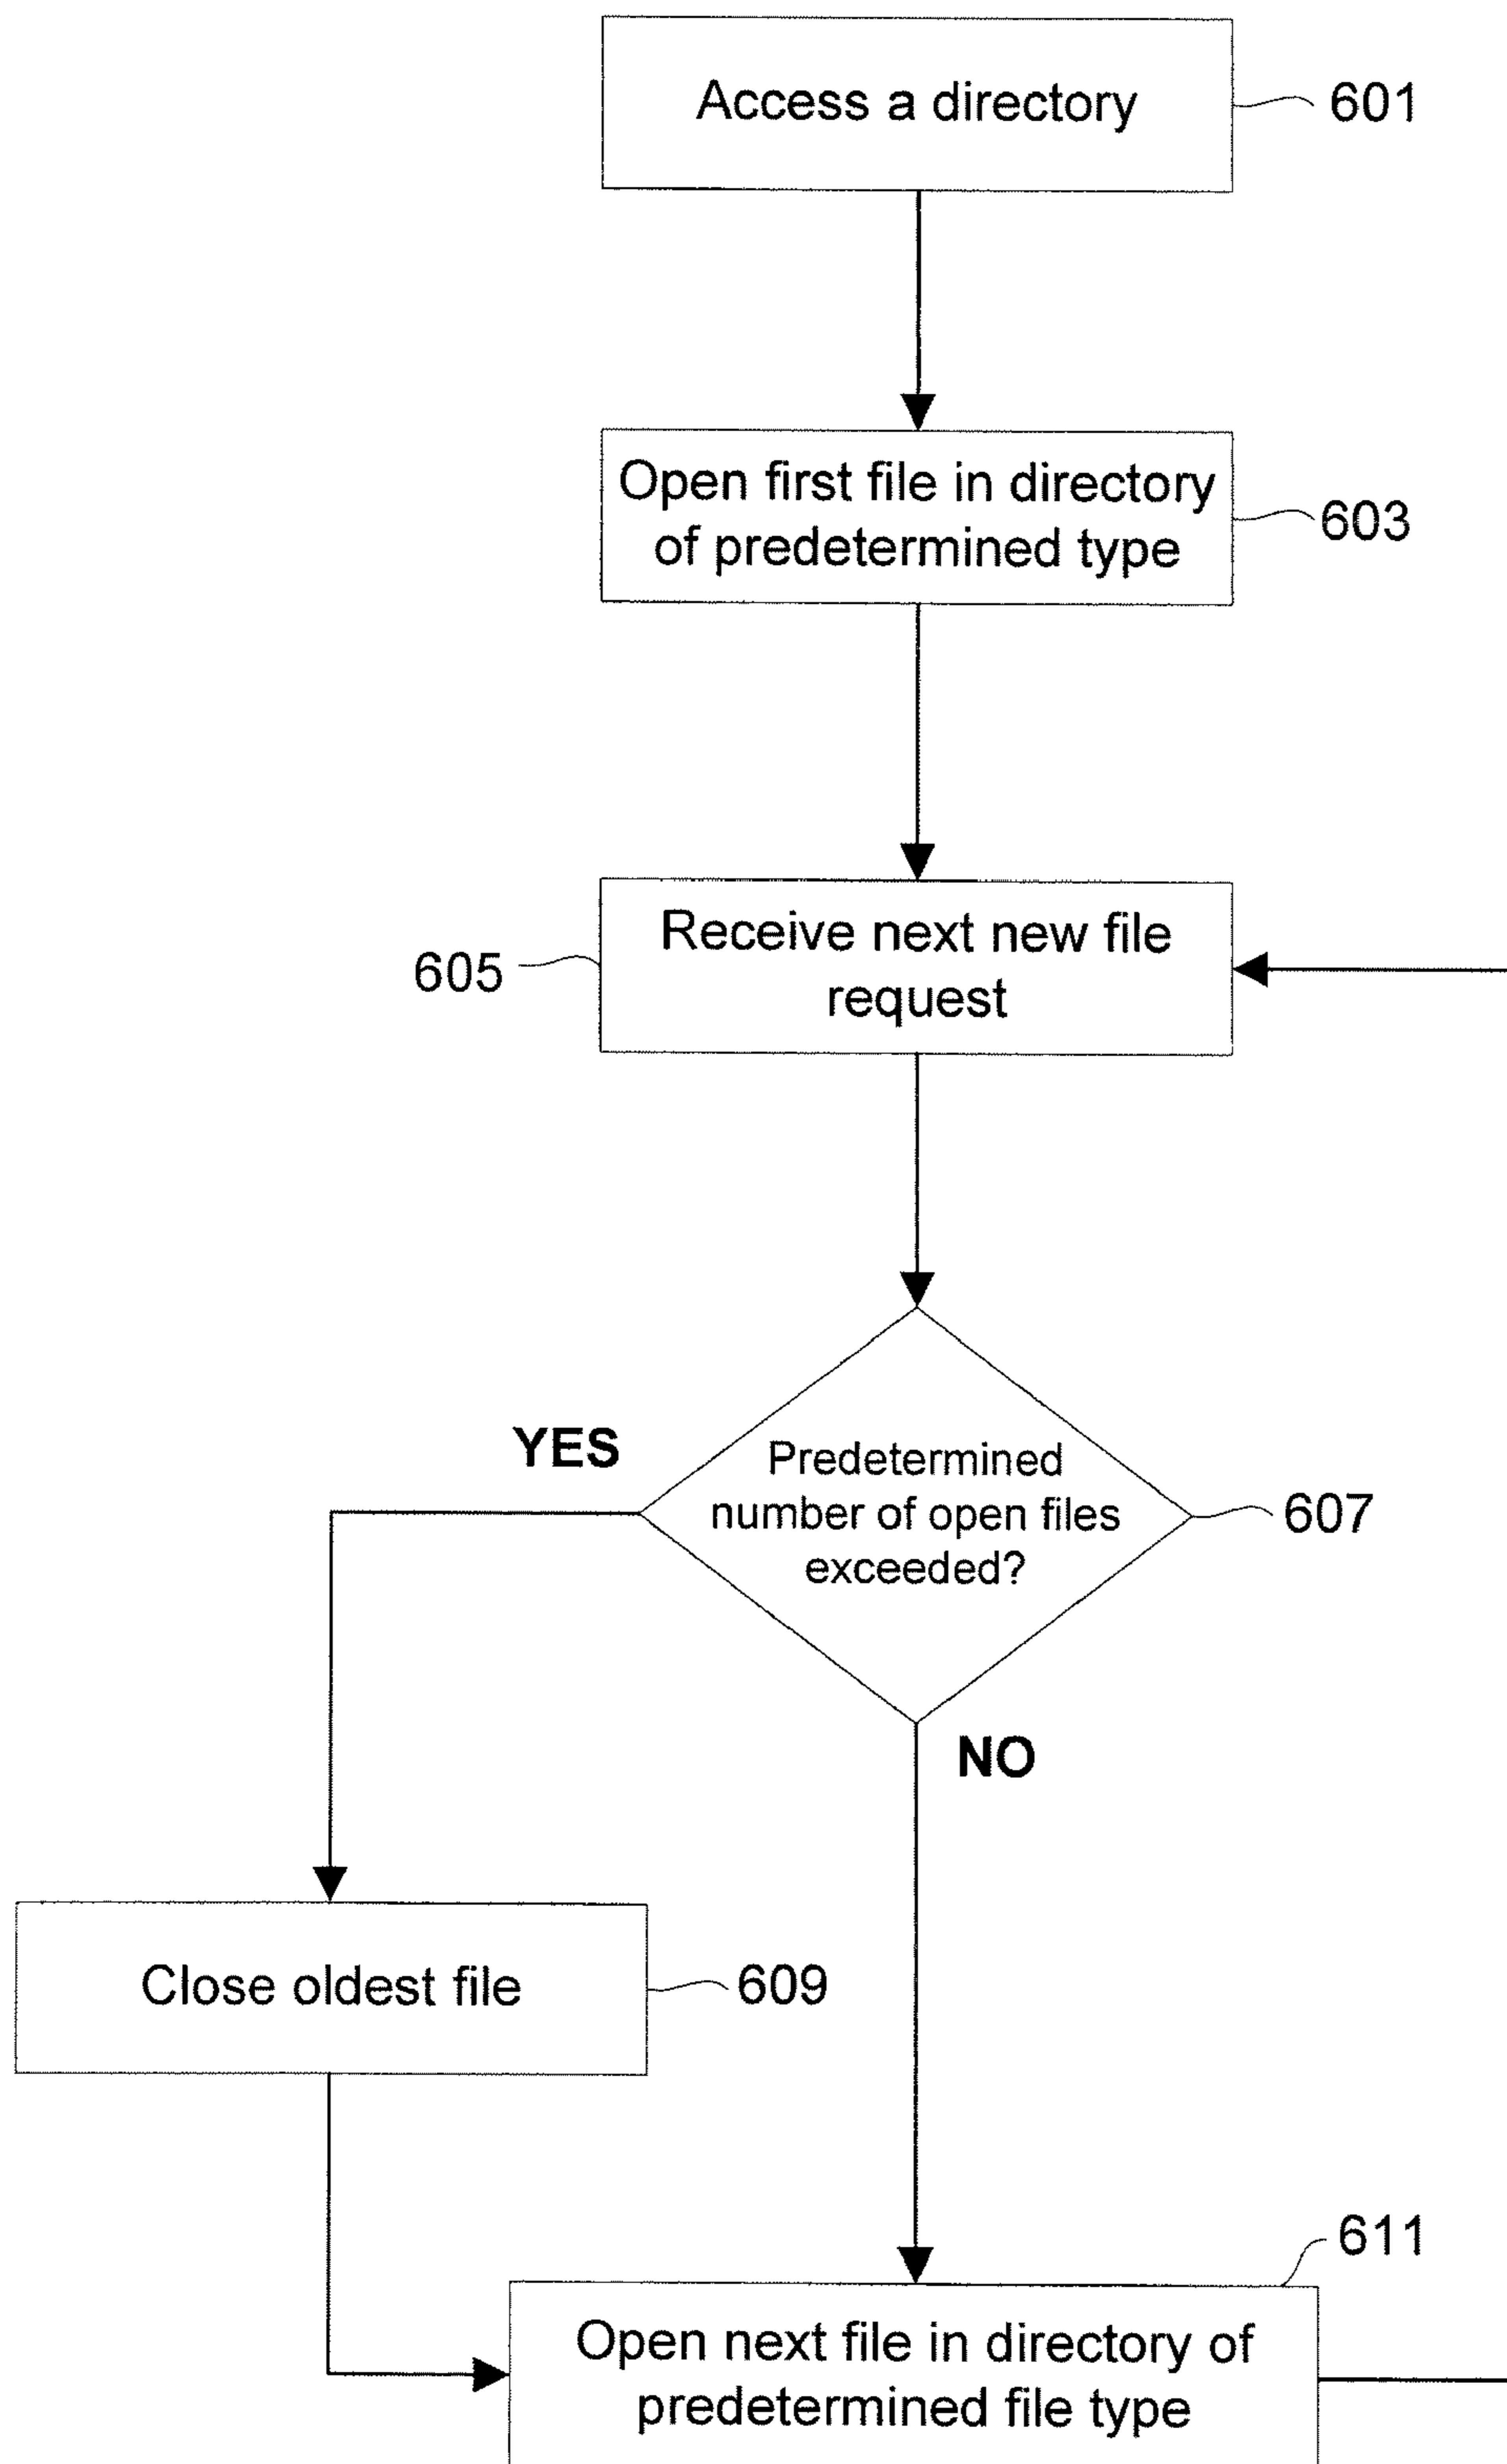 Access a directory
601
Open first file in directory
of predetermined type
603
Receive next new file
request
605
YES
Predetermined
number of open files
exceeded?
607
NO
Close oldest file
609
611
Open next file in directory of
predetermined file type